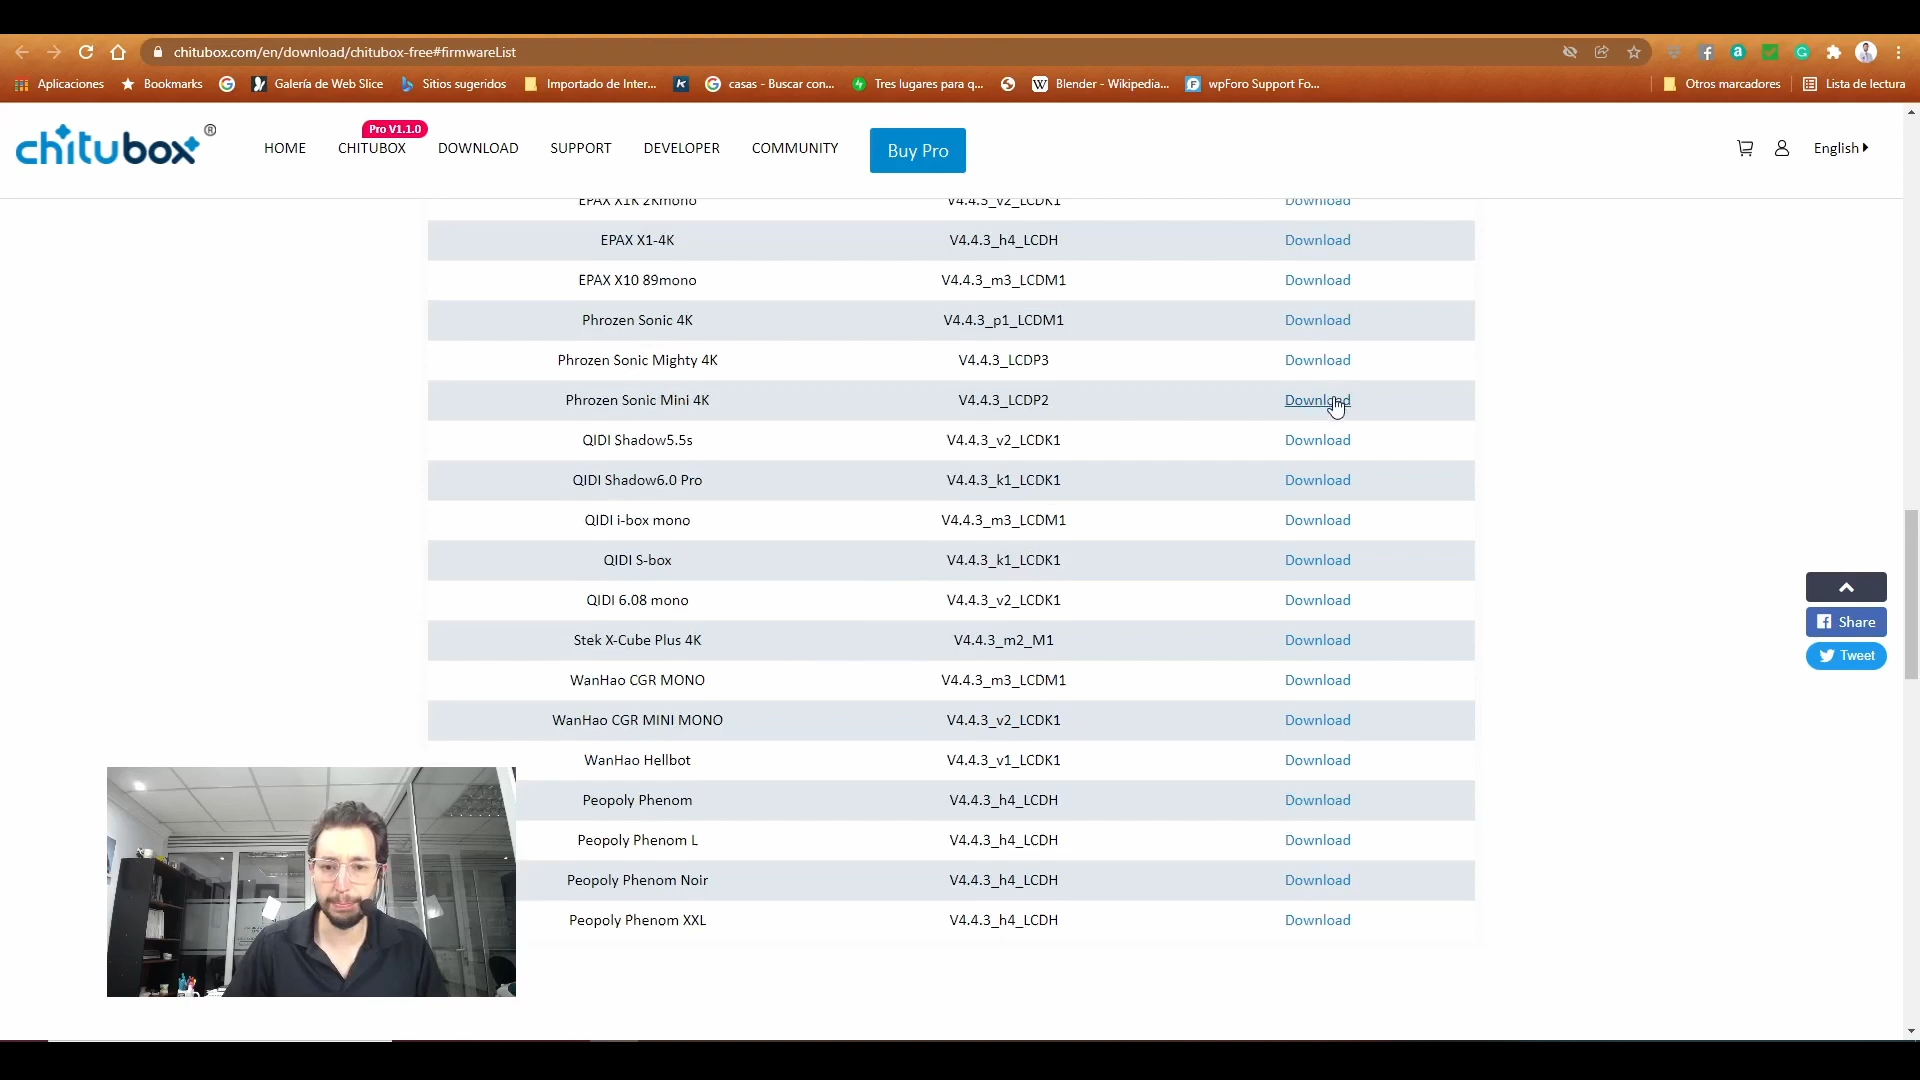 chitubox.com/en/download/chitubox-free#firmwareList
Aplicaciones Bookmarks Galería de Web Slice Sitios sugeridos Importado de Inter... casas - Buscar con... Tres lugares para q... Blender - Wikipedia... wpForo Support Fo... Otros marcadores Lista de lectura
chitubox ® HOME CHITUBOX Pro V1.1.0 DOWNLOAD SUPPORT DEVELOPER COMMUNITY Buy Pro English
EPAX X1K 2Kmono V4.4.3_v2_LCDK1 Download
EPAX X1-4K V4.4.3_h4_LCDH Download
EPAX X10 89mono V4.4.3_m3_LCDM1 Download
Phrozen Sonic 4K V4.4.3_p1_LCDM1 Download
Phrozen Sonic Mighty 4K V4.4.3_LCDP3 Download
Phrozen Sonic Mini 4K V4.4.3_LCDP2 Download
QIDI Shadow5.5s V4.4.3_v2_LCDK1 Download
QIDI Shadow6.0 Pro V4.4.3_k1_LCDK1 Download
QIDI i-box mono V4.4.3_m3_LCDM1 Download
QIDI S-box V4.4.3_k1_LCDK1 Download
QIDI 6.08 mono V4.4.3_v2_LCDK1 Download
Stek X-Cube Plus 4K V4.4.3_m2_M1 Download
WanHao CGR MONO V4.4.3_m3_LCDM1 Download
WanHao CGR MINI MONO V4.4.3_v2_LCDK1 Download
WanHao Hellbot V4.4.3_v1_LCDK1 Download
Peopoly Phenom V4.4.3_h4_LCDH Download
Peopoly Phenom L V4.4.3_h4_LCDH Download
Peopoly Phenom Noir V4.4.3_h4_LCDH Download
Peopoly Phenom XXL V4.4.3_h4_LCDH Download
Share
Tweet